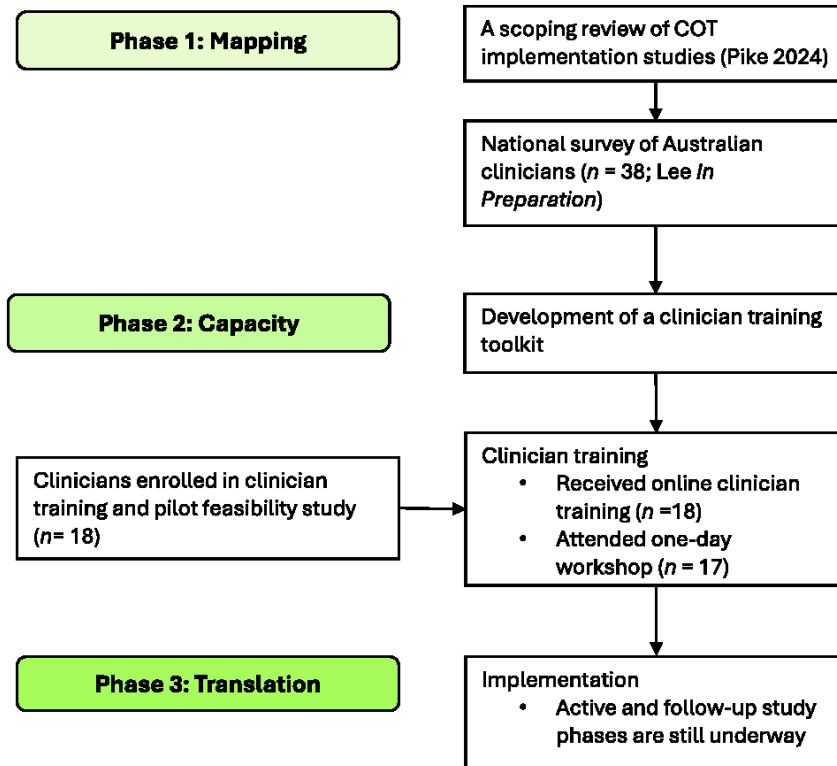 Phase 1: Mapping
A scoping review of COT
implementation studies (Pike 2024)
National survey of Australian
clinicians (n = 38; Lee In
Preparation)
Phase 2: Capacity
Development of a clinician training
toolkit
Clinicians enrolled in clinician
training and pilot feasibility study
(n= 18)
Clinician training
• Received online clinician
training (n =18)
• Attended one-day
workshop (n = 17)
Phase 3: Translation
Implementation
• Active and follow-up study
phases are still underway